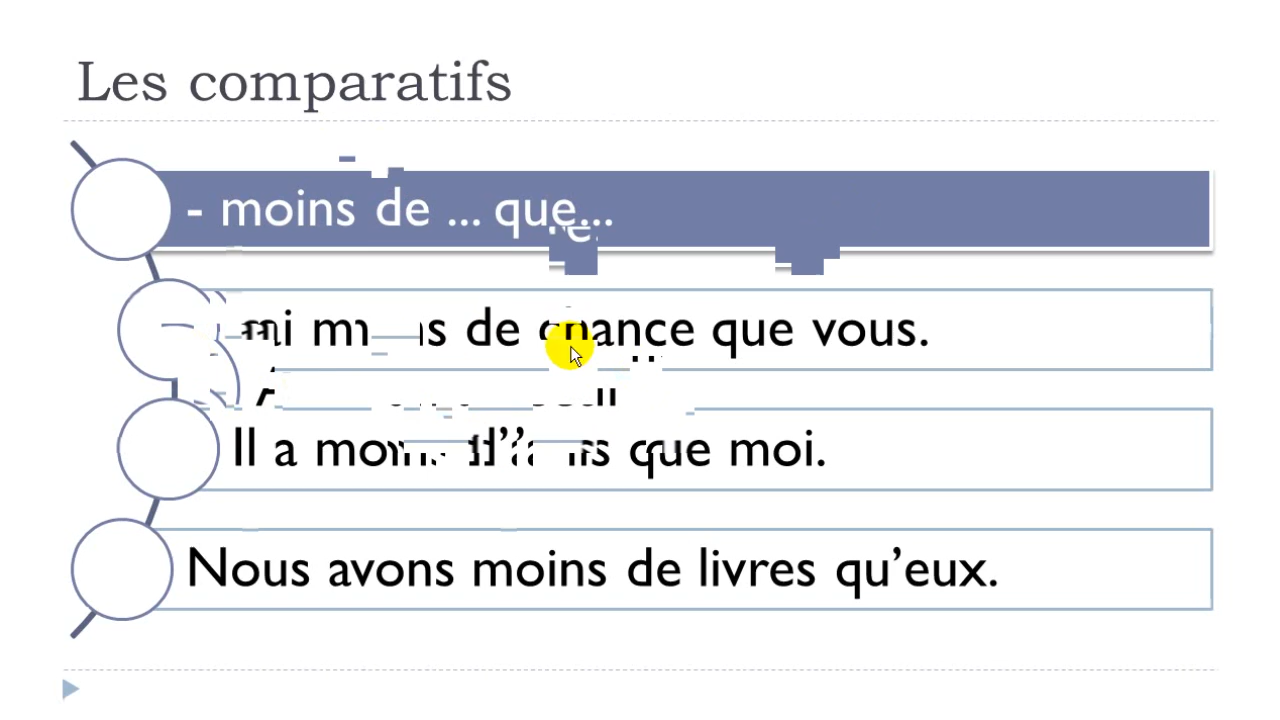 Les comparatifs
- moins de ... que...
de chance que vous.
Il a que moi.
Nous avons moins de livres qu’eux.